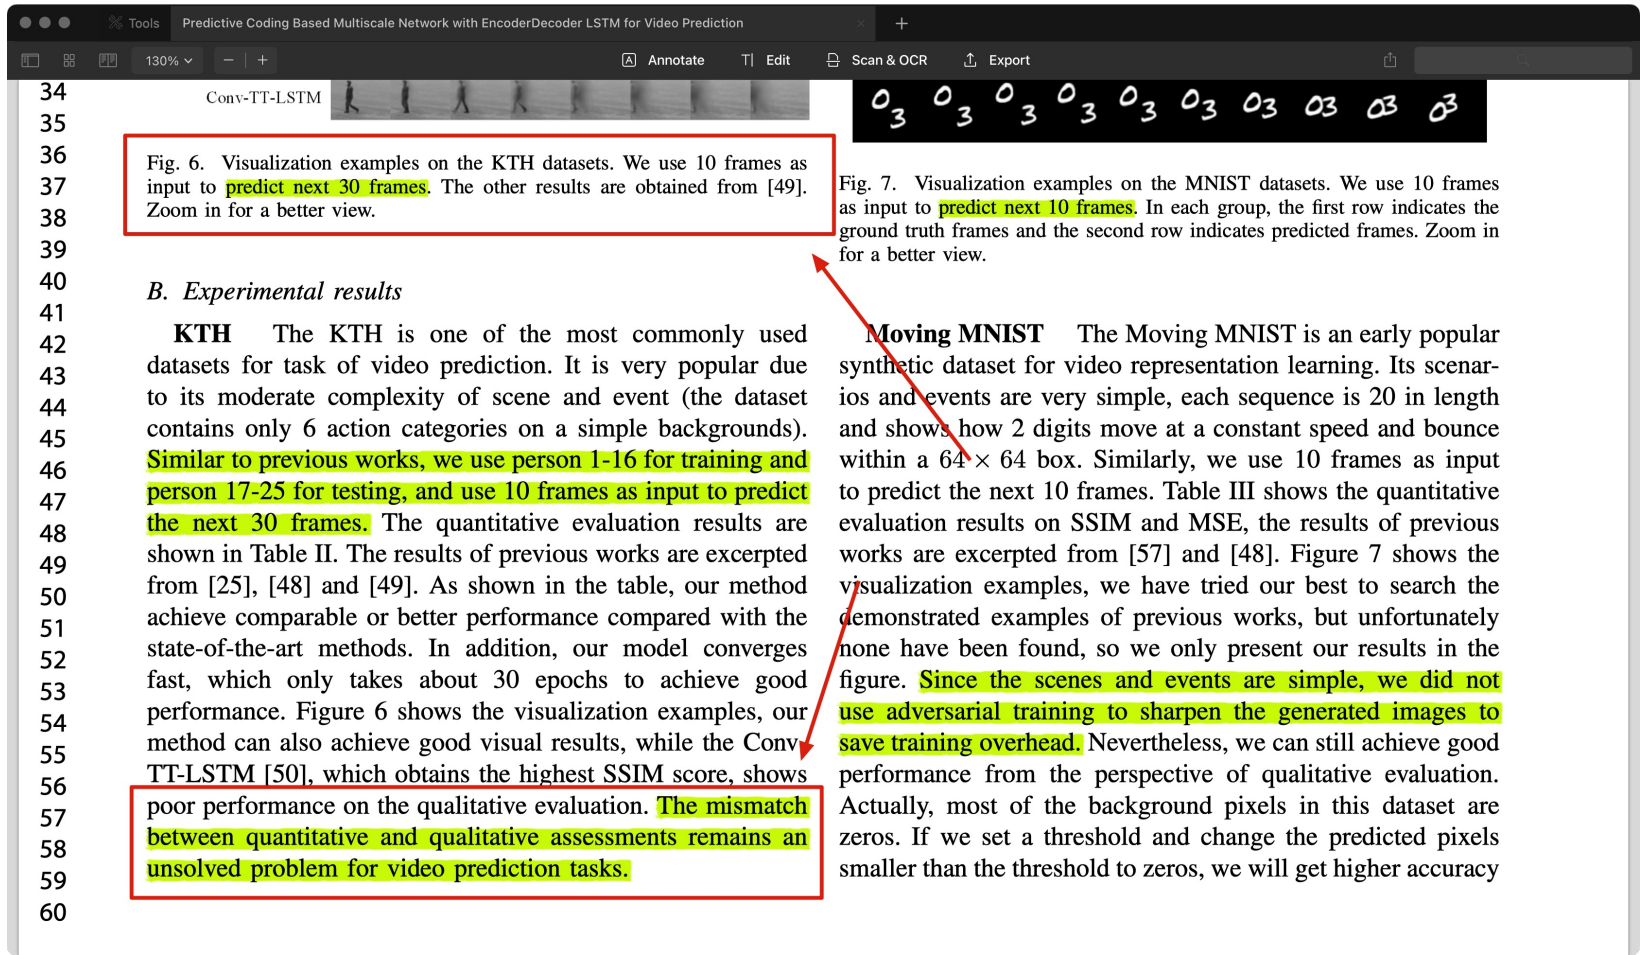 Tools
Predictive Coding Based Multiscale Network with EncoderDecoder LSTM for Video Prediction
130%
Annotate
Edit
Scan & OCR
Export
34
35
36
37
38
39
40
41
42
43
44
45
46
47
48
49
50
51
52
53
54
55
56
57
58
59
60
Conv-TT-LSTM
Fig. 6. Visualization examples on the KTH datasets. We use 10 frames as
input to predict next 30 frames. The other results are obtained from [49].
Zoom in for a better view.
B. Experimental results
KTH The KTH is one of the most commonly used
datasets for task of video prediction. It is very popular due
to its moderate complexity of scene and event (the dataset
contains only 6 action categories on a simple backgrounds).
Similar to previous works, we use person 1-16 for training and
person 17-25 for testing, and use 10 frames as input to predict
the next 30 frames. The quantitative evaluation results are
shown in Table II. The results of previous works are excerpted
from [25], [48] and [49]. As shown in the table, our method
achieve comparable or better performance compared with the
state-of-the-art methods. In addition, our model converges
fast, which only takes about 30 epochs to achieve good
performance. Figure 6 shows the visualization examples, our
method can also achieve good visual results, while the Conv-
TT-LSTM [50], which obtains the highest SSIM score, shows
poor performance on the qualitative evaluation. The mismatch
between quantitative and qualitative assessments remains an
unsolved problem for video prediction tasks.
O 3 O 3 O 3 O 3 O 3 O 3 O3 O3 O3 O3
Fig. 7. Visualization examples on the MNIST datasets. We use 10 frames
as input to predict next 10 frames. In each group, the first row indicates the
ground truth frames and the second row indicates predicted frames. Zoom in
for a better view.
Moving MNIST The Moving MNIST is an early popular
synthetic dataset for video representation learning. Its scenar-
ios and events are very simple, each sequence is 20 in length
and shows how 2 digits move at a constant speed and bounce
within a 64 × 64 box. Similarly, we use 10 frames as input
to predict the next 10 frames. Table III shows the quantitative
evaluation results on SSIM and MSE, the results of previous
works are excerpted from [57] and [48]. Figure 7 shows the
visualization examples, we have tried our best to search the
demonstrated examples of previous works, but unfortunately
none have been found, so we only present our results in the
figure. Since the scenes and events are simple, we did not
use adversarial training to sharpen the generated images to
save training overhead. Nevertheless, we can still achieve good
performance from the perspective of qualitative evaluation.
Actually, most of the background pixels in this dataset are
zeros. If we set a threshold and change the predicted pixels
smaller than the threshold to zeros, we will get higher accuracy